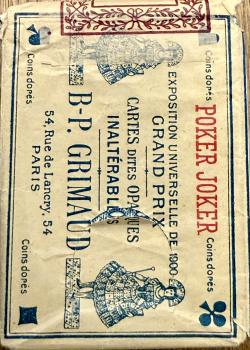 Coins dorés
POKER JOKER
Coins dorés
EXPOSITION UNIVERSELLE DE 1900
GRAND PRIX
CARTES DITES OPAQUES
INALTÉRABLES
B-P. GRIMAUD
54, Rue de Lancry, 54
PARIS
Coins dorés
Coins dorés